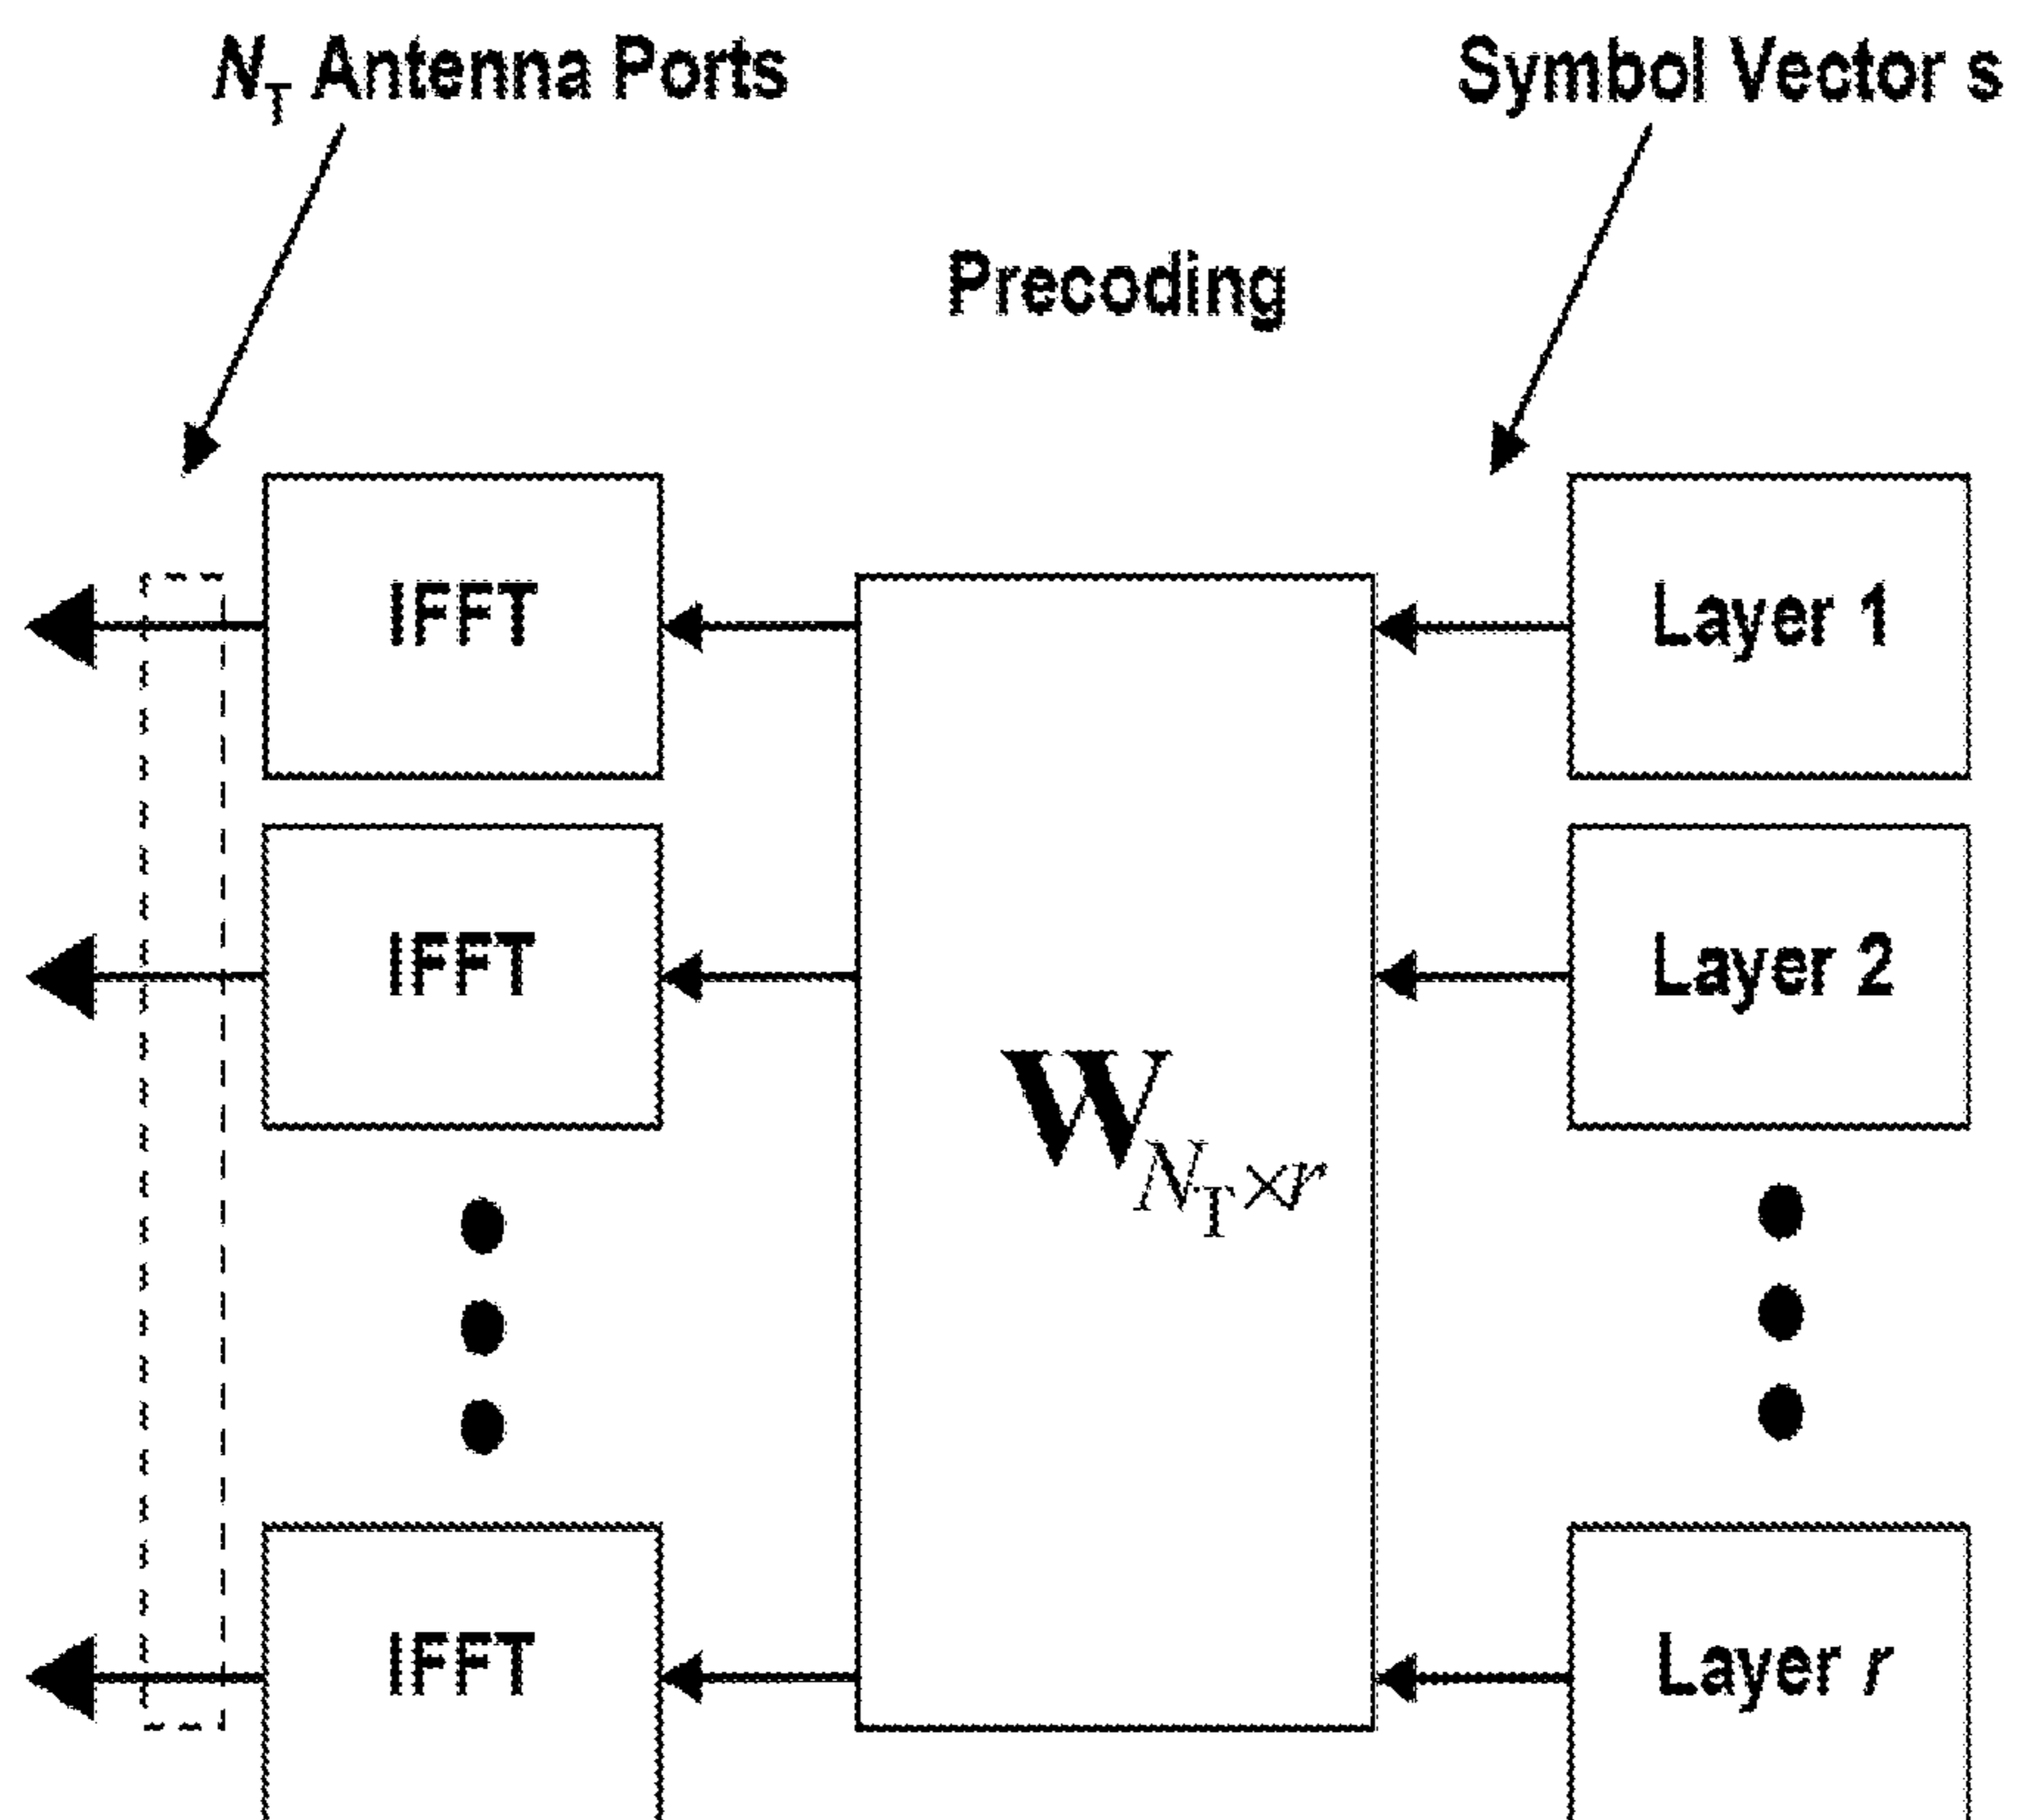 N_T Antenna Ports
Symbol Vector s
Precoding
IFFT
Layer 1
IFFT
Layer 2
W_{N_T×r}
IFFT
Layer r